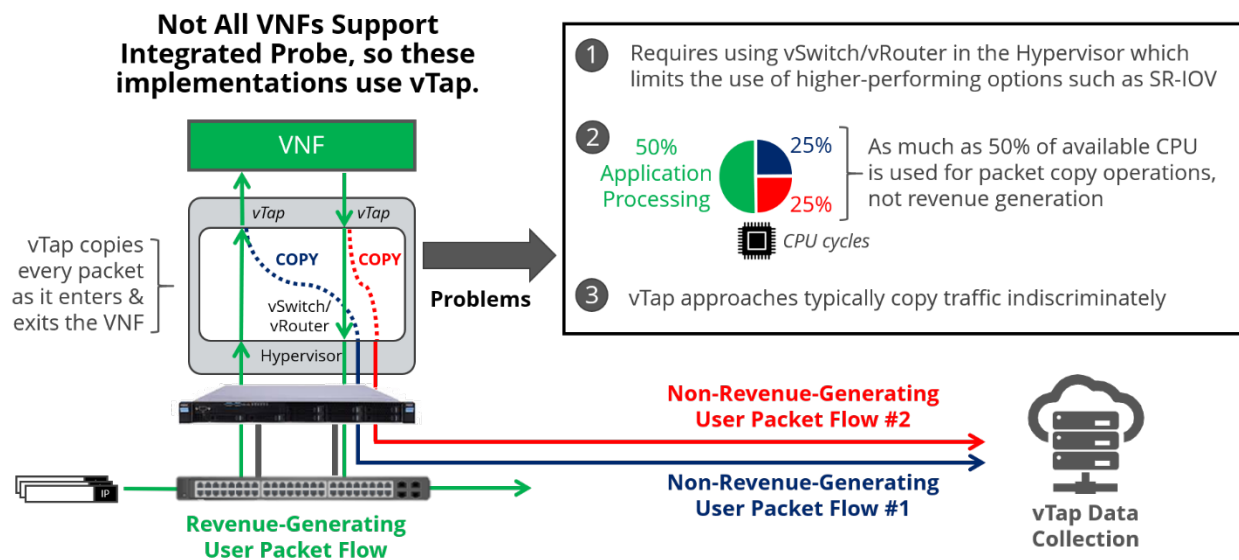 Not All VNFs Support
Integrated Probe, so these
implementations use vTap.
VNF
vTap
vTap
COPY
COPY
vSwitch/
vRouter
Hypervisor
vTap copies
every packet
as it enters &
exits the VNF
Problems
1
Requires using vSwitch/vRouter in the Hypervisor which
limits the use of higher-performing options such as SR-IOV
2
50%
Application
Processing
25%
25%
CPU cycles
As much as 50% of available CPU
is used for packet copy operations,
not revenue generation
3
vTap approaches typically copy traffic indiscriminately
Non-Revenue-Generating
User Packet Flow #2
Non-Revenue-Generating
User Packet Flow #1
IP
Revenue-Generating
User Packet Flow
vTap Data
Collection